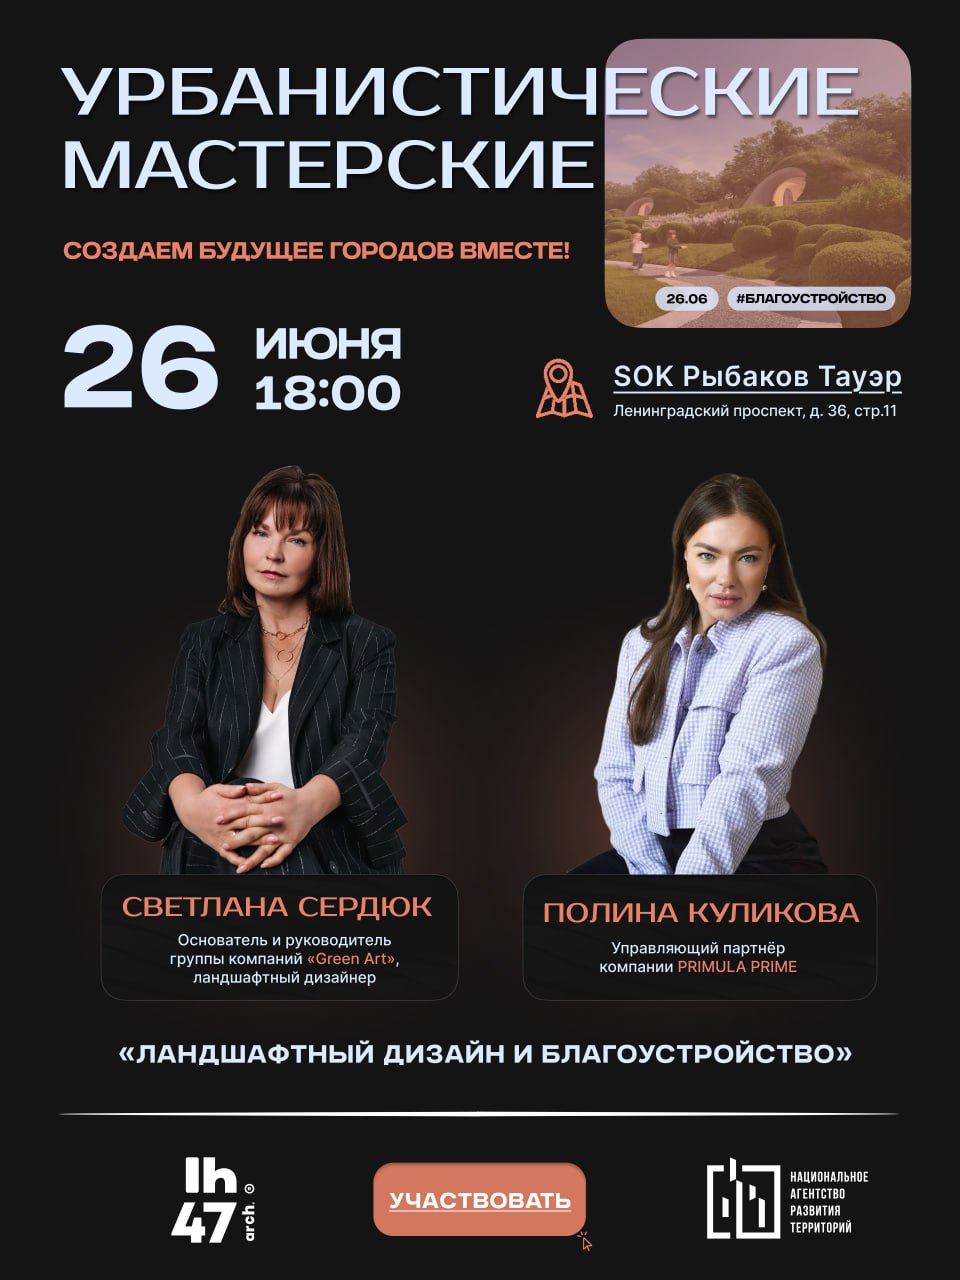 УРБАНИСТИЧЕСКИЕ
МАСТЕРСКИЕ
СОЗДАЕМ БУДУЩЕЕ ГОРОДОВ ВМЕСТЕ!
26.06
#БЛАГОУСТРОЙСТВО
26
ИЮНЯ
18:00
SOK Рыбаков Тауэр
Ленинградский проспект, д. 36, стр.11
СВЕТЛАНА СЕРДЮК
Основатель и руководитель
группы компаний «Green Art»,
ландшафтный дизайнер
ПОЛИНА КУЛИКОВА
Управляющий партнёр
компании PRIMULA PRIME
«ЛАНДШАФТНЫЙ ДИЗАЙН И БЛАГОУСТРОЙСТВО»
lh
47
arch.
УЧАСТВОВАТЬ
НАЦИОНАЛЬНОЕ
АГЕНТСТВО
РАЗВИТИЯ
ТЕРРИТОРИЙ